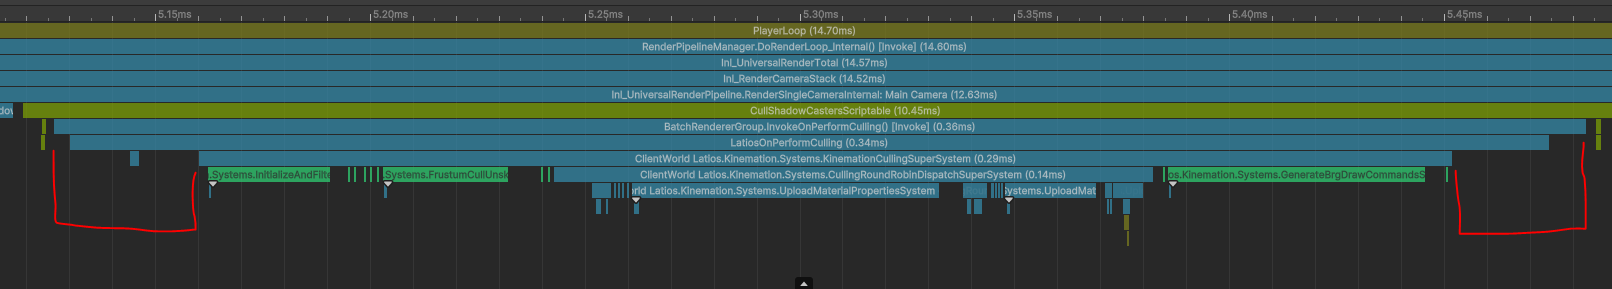 5.15ms 5.20ms 5.25ms 5.30ms 5.35ms 5.40ms 5.45ms
PlayerLoop (14.70ms)
RenderPipelineManager.DoRenderLoop_Internal() [Invoke] (14.60ms)
Inl_UniversalRenderTotal (14.57ms)
Inl_RenderCameraStack (14.52ms)
Inl_UniversalRenderPipeline.RenderSingleCameraInternal: Main Camera (12.63ms)
dov CullShadowCastersScriptable (10.45ms)
BatchRendererGroup.InvokeOnPerformCulling() [Invoke] (0.36ms)
LatiosOnPerformCulling (0.34ms)
ClientWorld Latios.Kinemation.Systems.KinemationCullingSuperSystem (0.29ms)
.Systems.InitializeAndFilte .Systems.FrustumCullUnsk ClientWorld Latios.Kinemation.Systems.CullingRoundRobinDispatchSuperSystem (0.14ms) os.Kinemation.Systems.GenerateBrgDrawCommandsS
rld Latios.Kinemation.Systems.UploadMaterialPropertiesSystem ystems.UploadMat